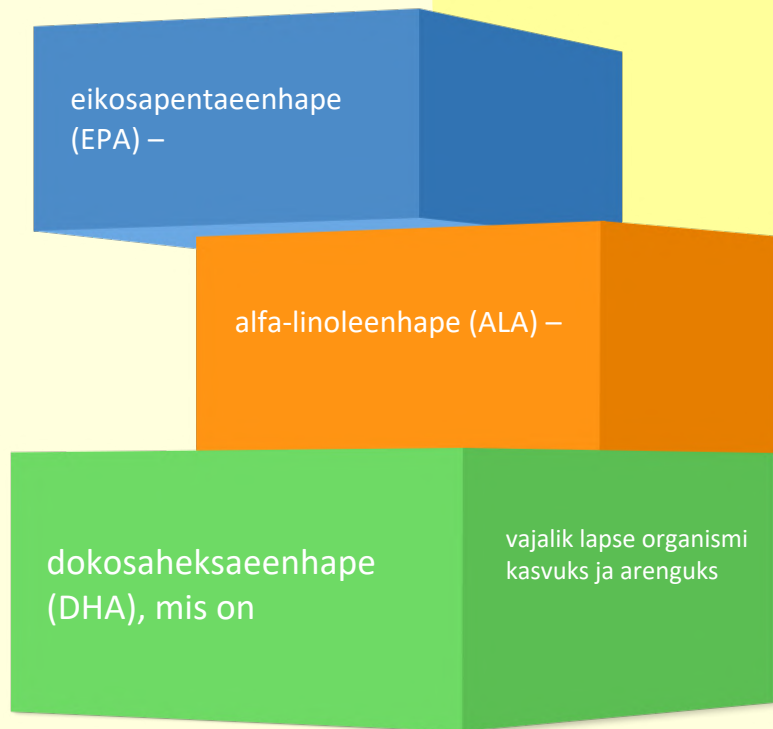 eikosapentaeenhape
(EPA) –
alfa-linoleenhape (ALA) –
dokosaheksaeenhape
(DHA), mis on
vajalik lapse organismi
kasvuks ja arenguks